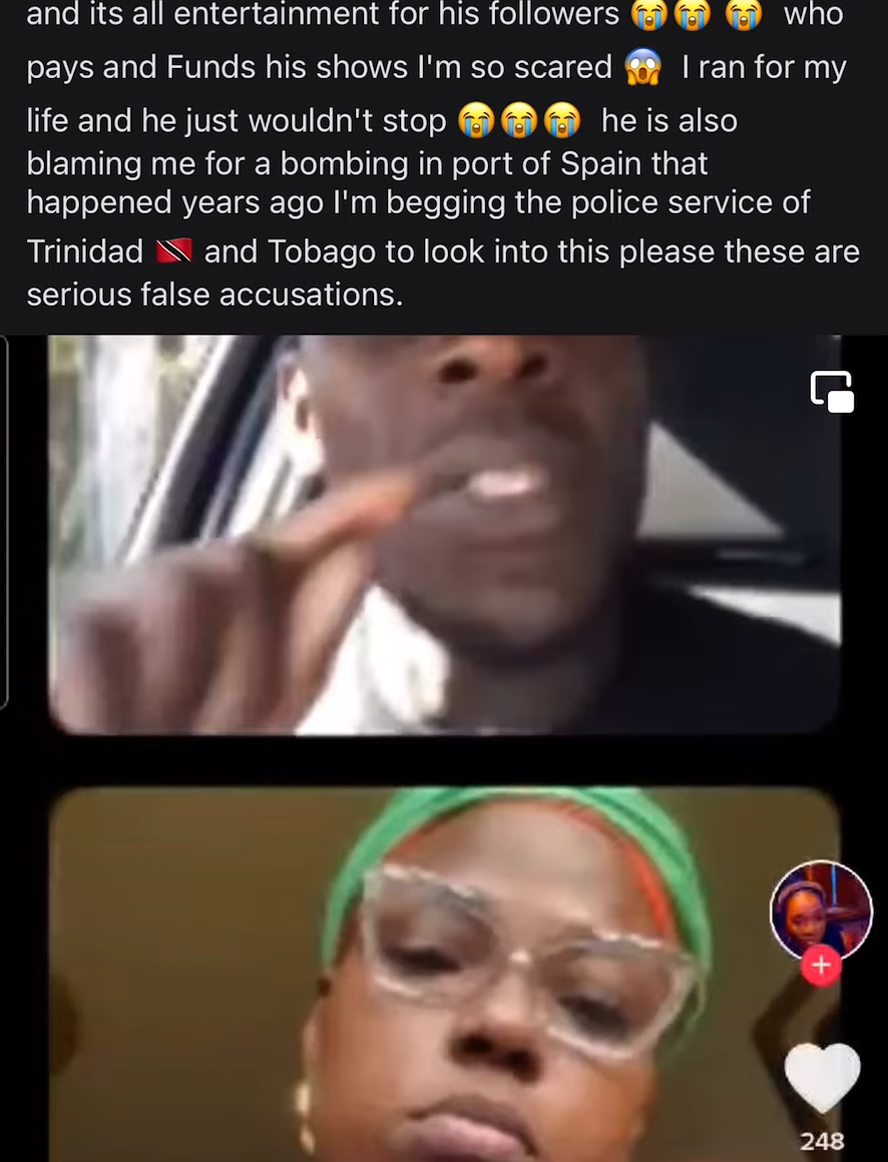 and its all entertainment for his followers 😭😭 😭 who
pays and Funds his shows I'm so scared 😱 I ran for my
life and he just wouldn't stop 😭😭😭 he is also
blaming me for a bombing in port of Spain that
happened years ago I'm begging the police service of
Trinidad 🇹🇹 and Tobago to look into this please these are
serious false accusations.
248